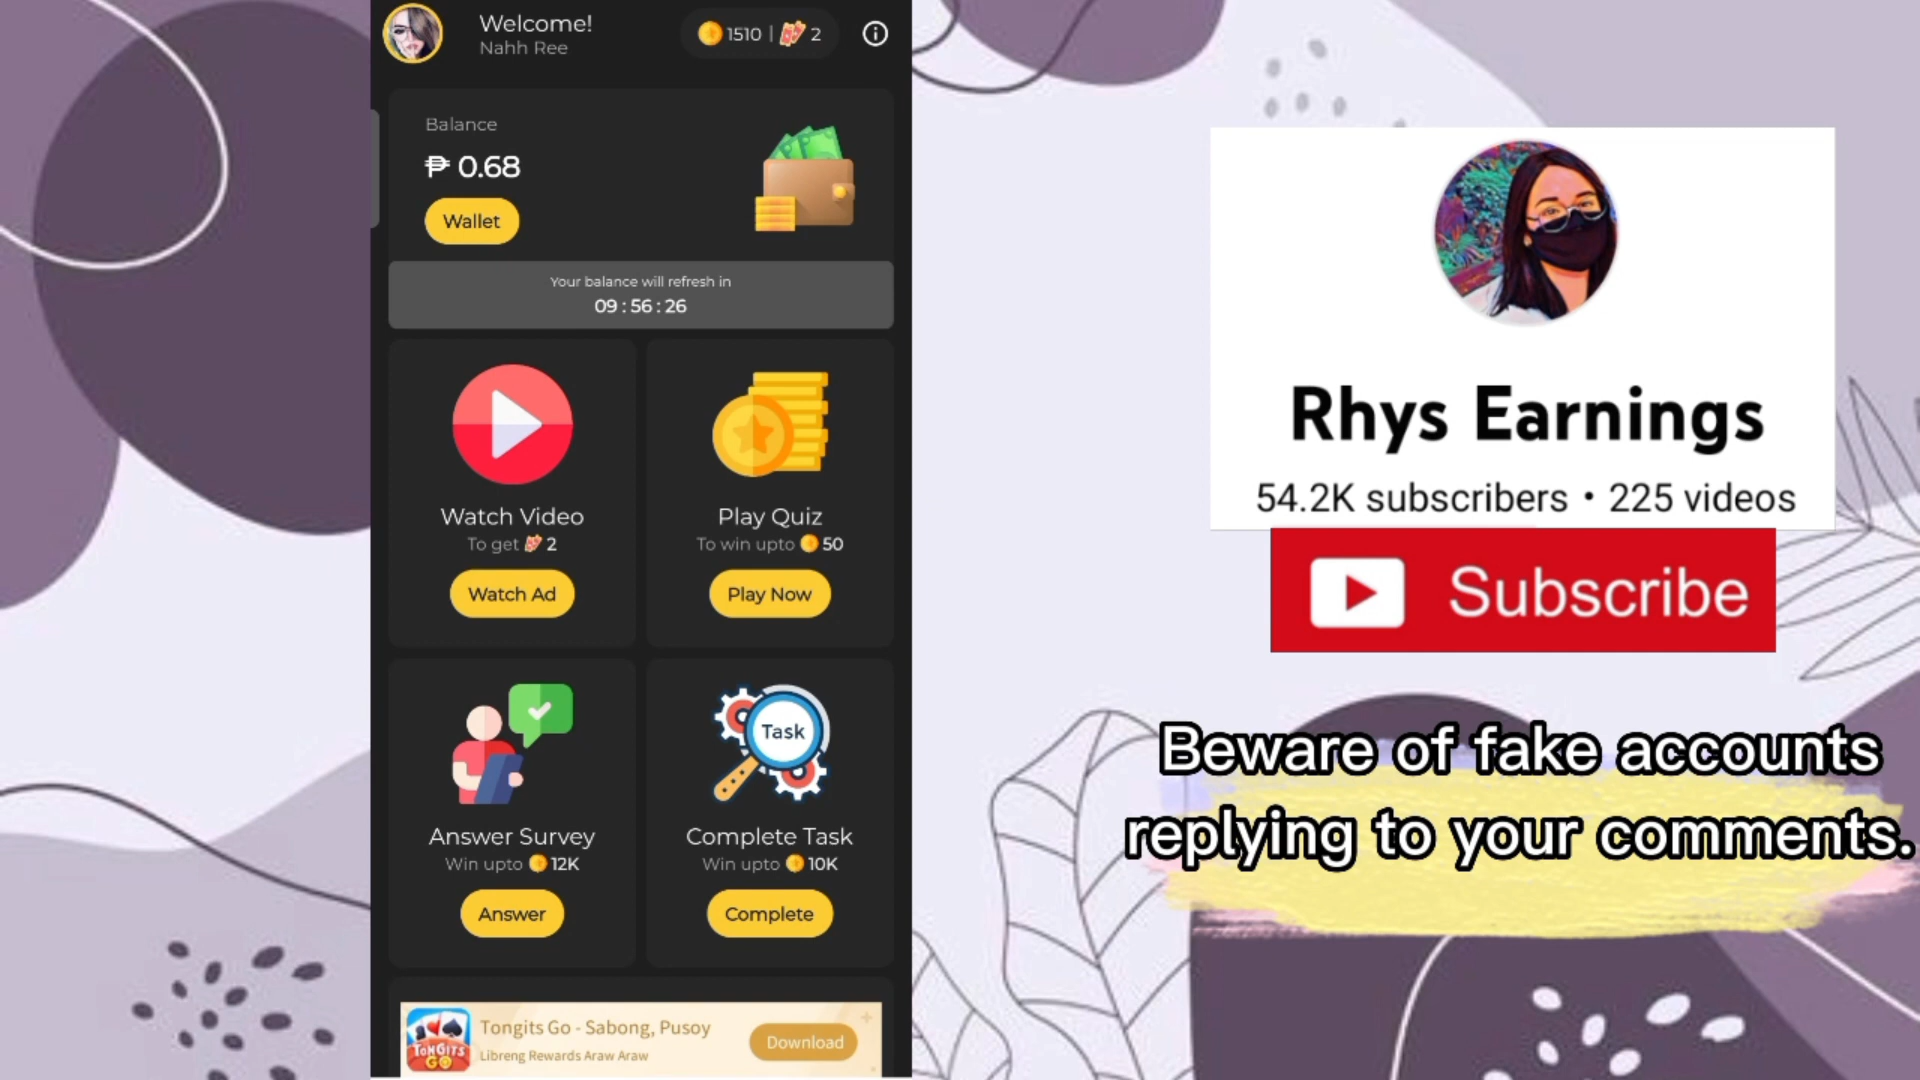 Welcome!
Nahh Ree
1510 | 2
Balance
₱ 0.68
Wallet
Your balance will refresh in
09 : 56 : 26
Watch Video
To get 2
Watch Ad
Play Quiz
To win upto 50
Play Now
Answer Survey
Win upto 12K
Answer
Task
Complete Task
Win upto 10K
Complete
TONGITS
GO
Tongits Go - Sabong, Pusoy
Libreng Rewards Araw Araw
Download
Rhys Earnings
54.2K subscribers • 225 videos
Subscribe
Beware of fake accounts
replying to your comments.